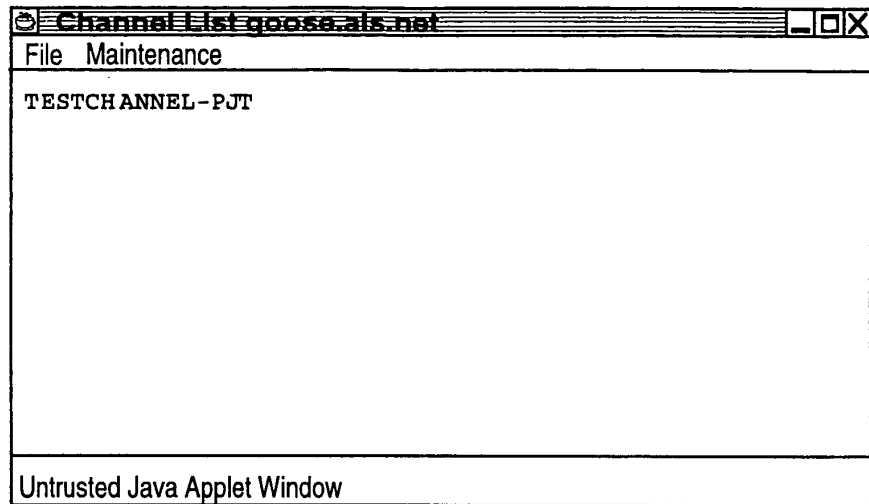 Channel List goose.als.net
File Maintenance
TESTCHANNEL-PJT
Untrusted Java Applet Window